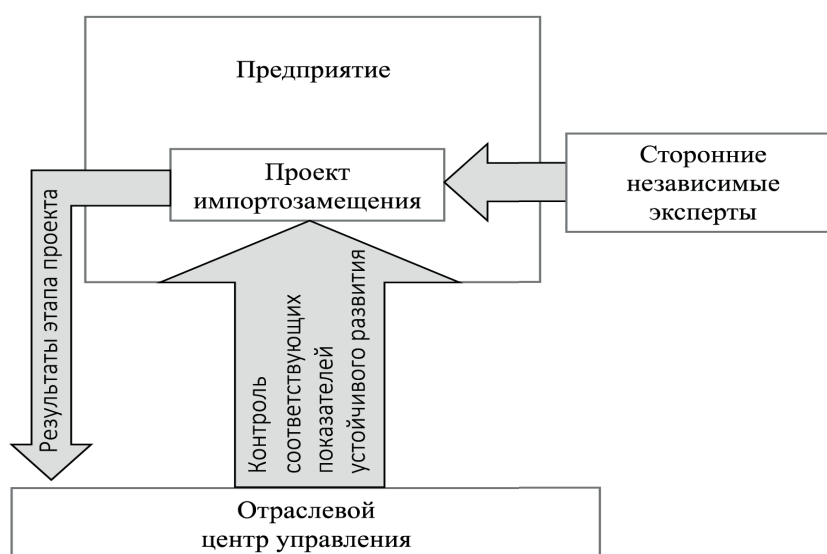 Предприятие
Проект
импортозамещения
Сторонние
независимые
эксперты
Результаты этапа проекта
Контроль
соответствующих
показателей
устойчивого развития
Отраслевой
центр управления